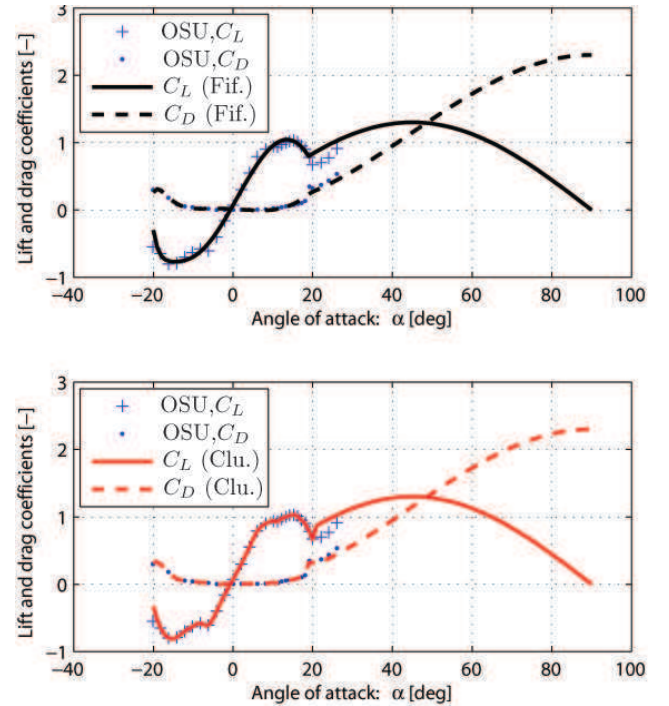 Lift and drag coefficients [–]
3
2
1
0
−1
OSU,C_L
OSU,C_D
C_L (Fif.)
C_D (Fif.)
−40 −20 0 20 40 60 80 100
Angle of attack: α [deg]
Lift and drag coefficients [–]
3
2
1
0
−1
OSU,C_L
OSU,C_D
C_L (Clu.)
C_D (Clu.)
−40 −20 0 20 40 60 80 100
Angle of attack: α [deg]